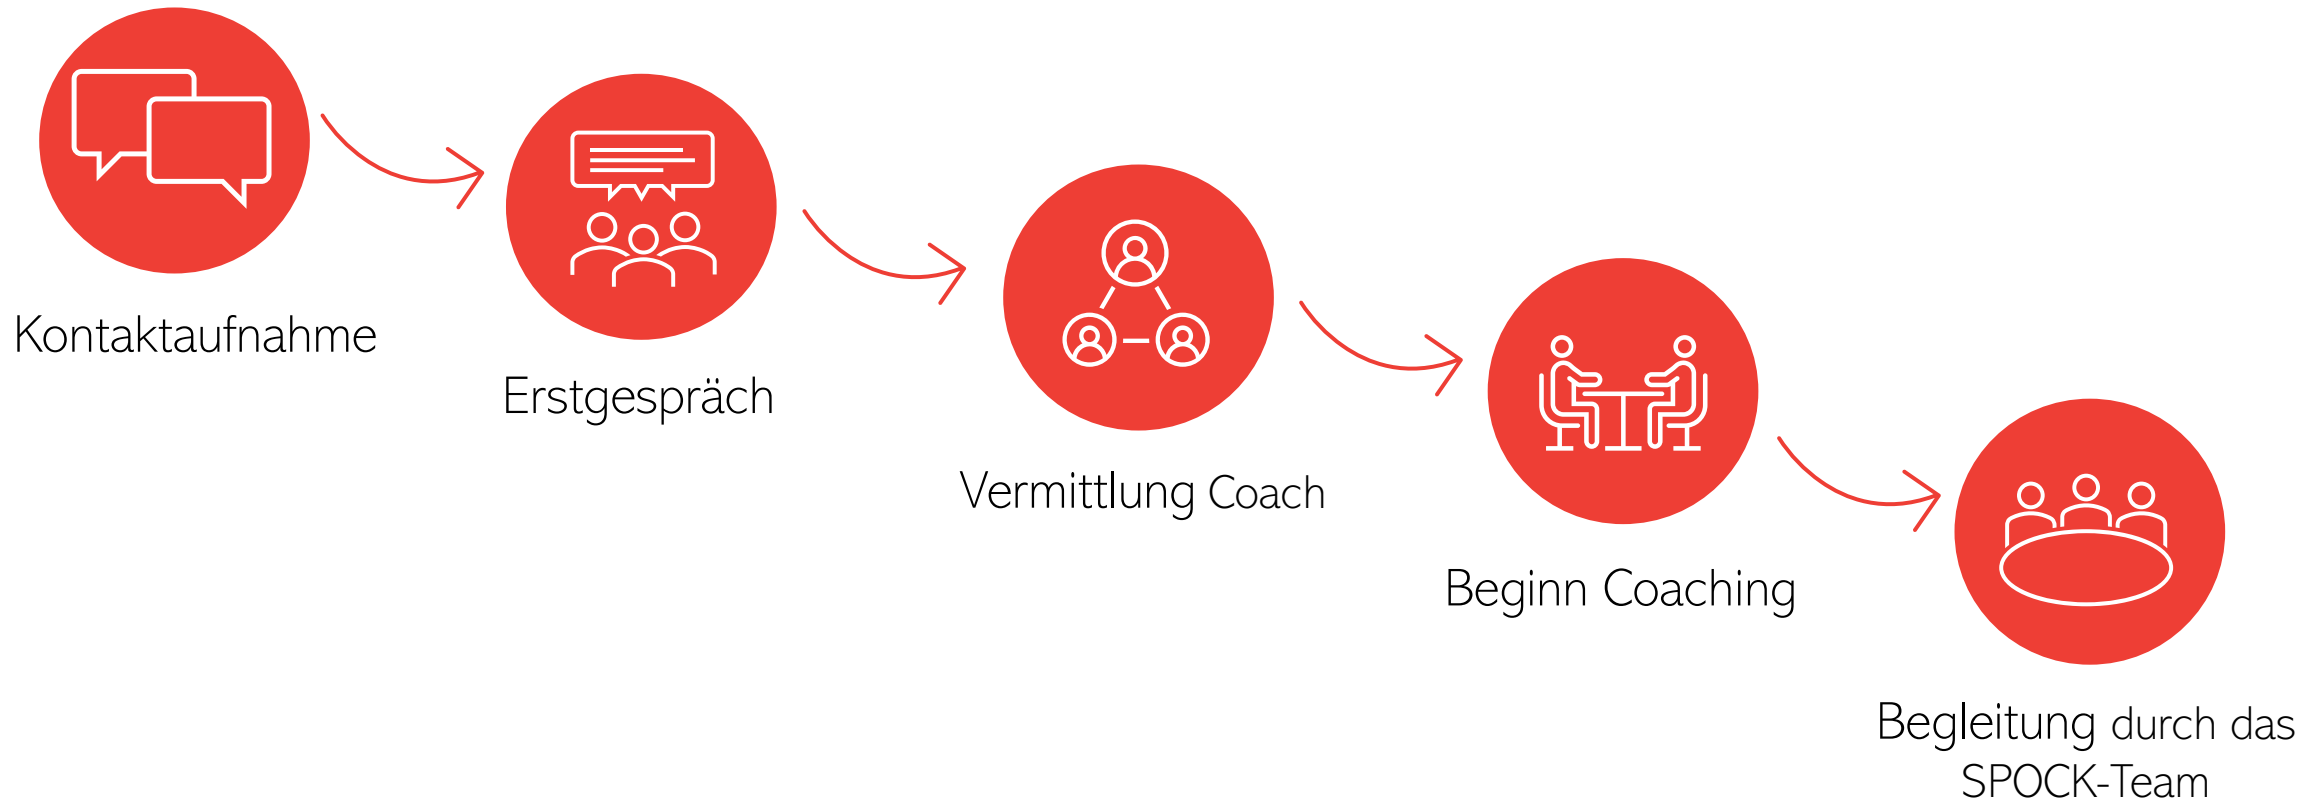 Kontaktaufnahme
Erstgespräch
Vermittlung Coach
Beginn Coaching
Begleitung durch das
SPOCK-Team